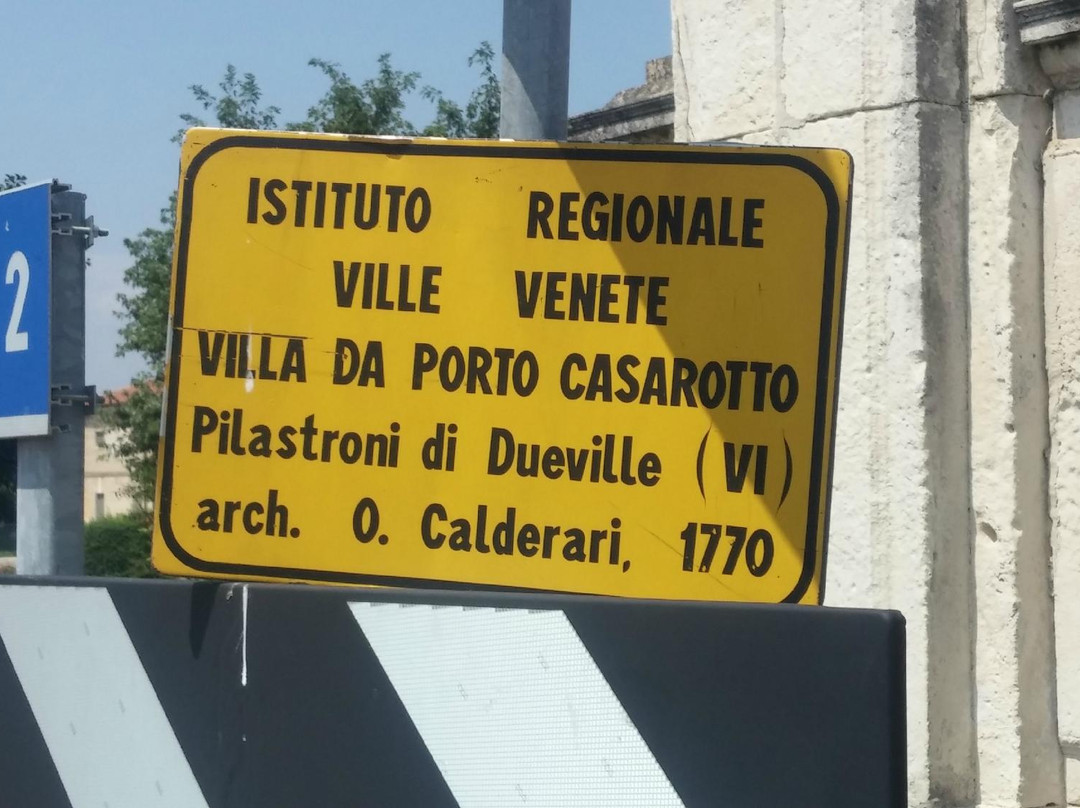 ISTITUTO REGIONALE
VILLE VENETE
VILLA DA PORTO CASAROTTO
Pilastroni di Dueville (VI)
arch. O. Calderari, 1770
2